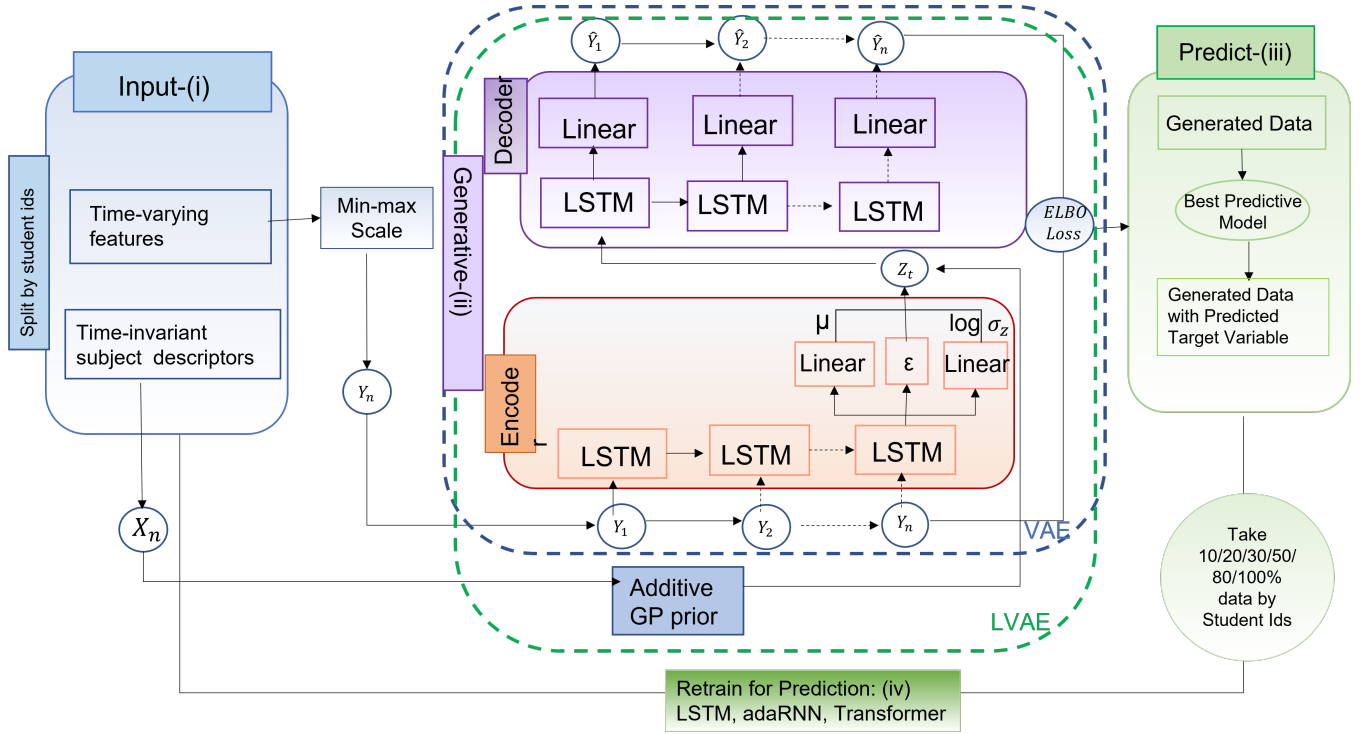 Input-(i)
Split by student ids
Time-varying
features
Time-invariant
subject descriptors
Min-max
Scale
Y_n
X_n
Generative-(ii)
Decoder
Ŷ_1
Ŷ_2
Ŷ_n
Linear
Linear
Linear
LSTM
LSTM
LSTM
Z_t
ELBO
Loss
Encode
r
μ
log σ_z
Linear
ε
Linear
LSTM
LSTM
LSTM
Y_1
Y_2
Y_n
VAE
Additive
GP prior
LVAE
Predict-(iii)
Generated Data
Best Predictive
Model
Generated Data
with Predicted
Target Variable
Take
10/20/30/50/
80/100%
data by
Student Ids
Retrain for Prediction: (iv)
LSTM, adaRNN, Transformer